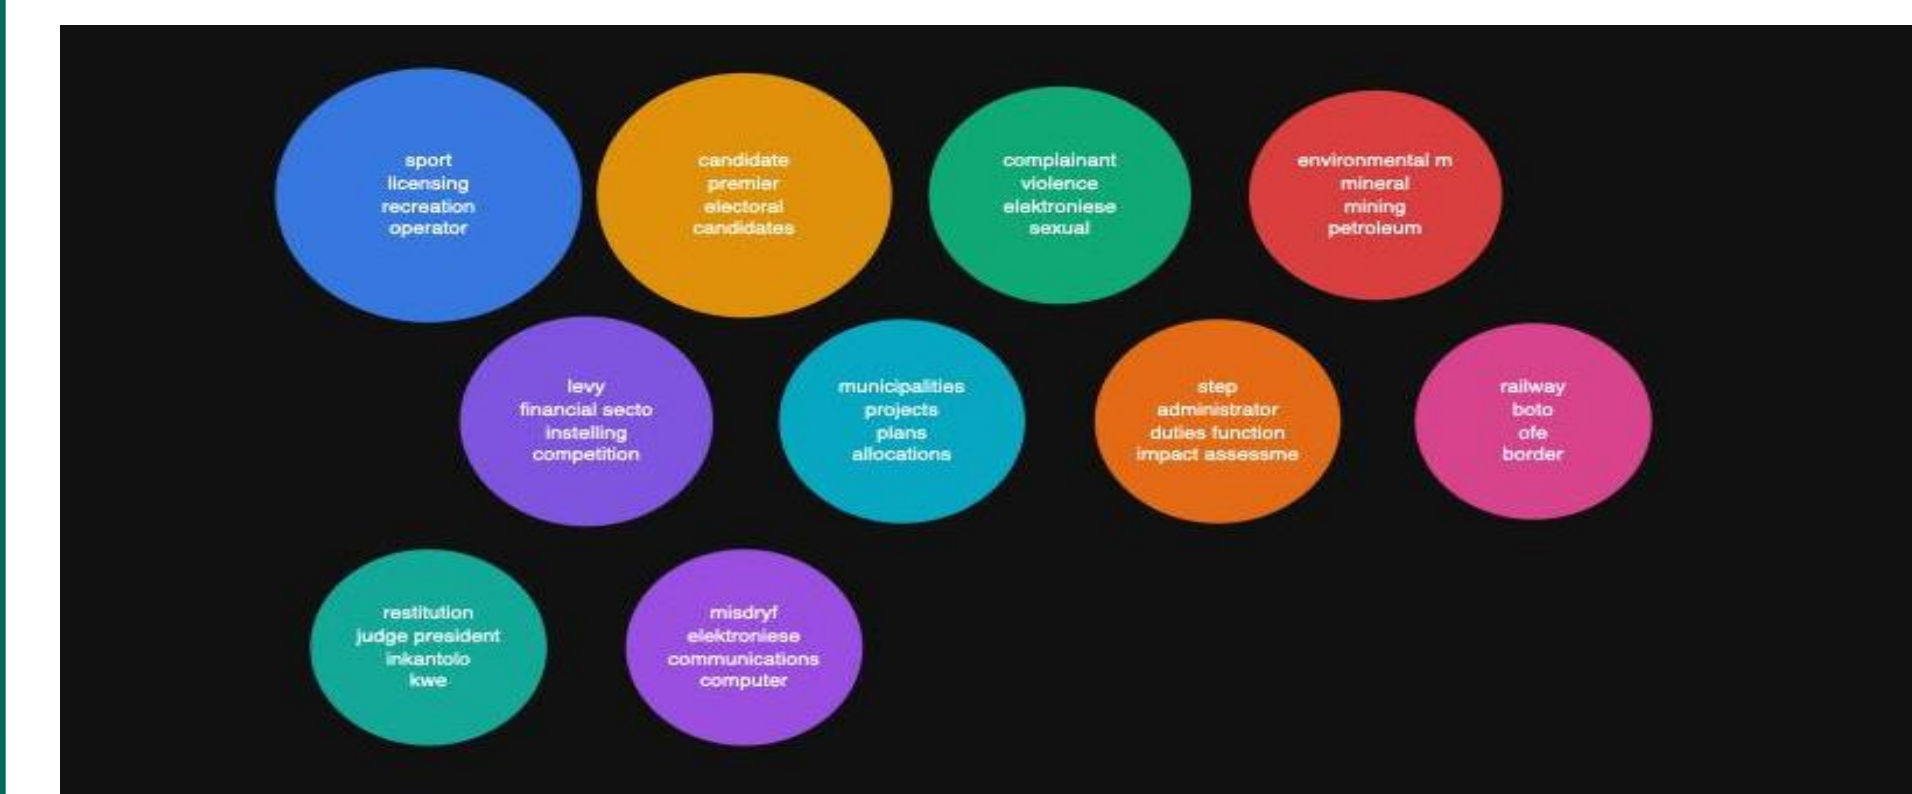 sport
licensing
recreation
operator
candidate
premier
electoral
candidates
complainant
violence
elektroniese
sexual
environmental m
mineral
mining
petroleum
levy
financial secto
instelling
competition
municipalities
projects
plans
allocations
step
administrator
duties function
impact assessme
railway
boto
ofe
border
restitution
judge president
inkantolo
kwe
misdryf
elektroniese
communications
computer